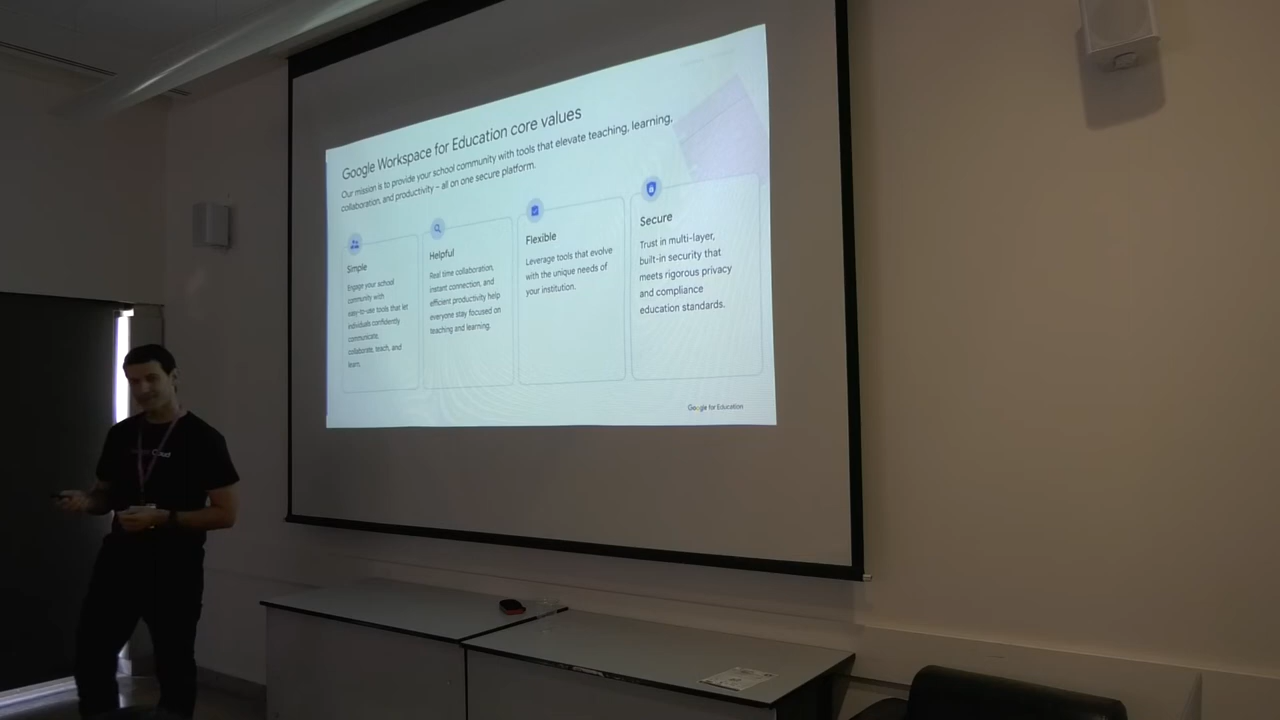 Google Workspace for Education core values
Our mission is to provide your school community with tools that elevate teaching, learning,
collaboration, and productivity – all on one secure platform.
Simple
Engage your school
community with
easy-to-use tools that let
individuals confidently
communicate,
collaborate, teach, and
learn.
Helpful
Real time collaboration,
instant connection, and
efficient productivity help
everyone stay focused on
teaching and learning.
Flexible
Leverage tools that evolve
with the unique needs of
your institution.
Secure
Trust in multi-layer,
built-in security that
meets rigorous privacy
and compliance
education standards.
Google for Education